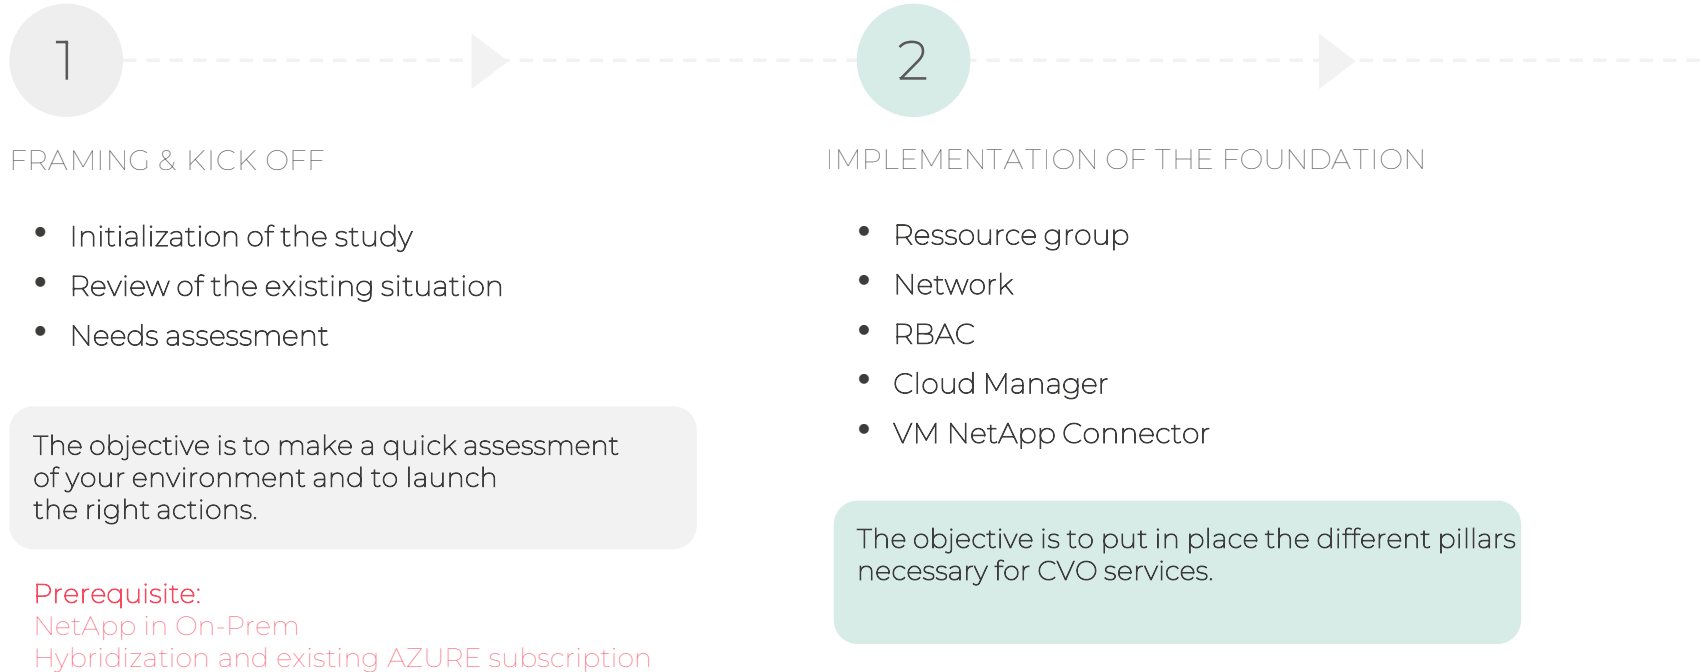 1
FRAMING & KICK OFF
• Initialization of the study
• Review of the existing situation
• Needs assessment
The objective is to make a quick assessment
of your environment and to launch
the right actions.
Prerequisite:
NetApp in On-Prem
Hybridization and existing AZURE subscription
2
IMPLEMENTATION OF THE FOUNDATION
• Ressource group
• Network
• RBAC
• Cloud Manager
• VM NetApp Connector
The objective is to put in place the different pillars
necessary for CVO services.